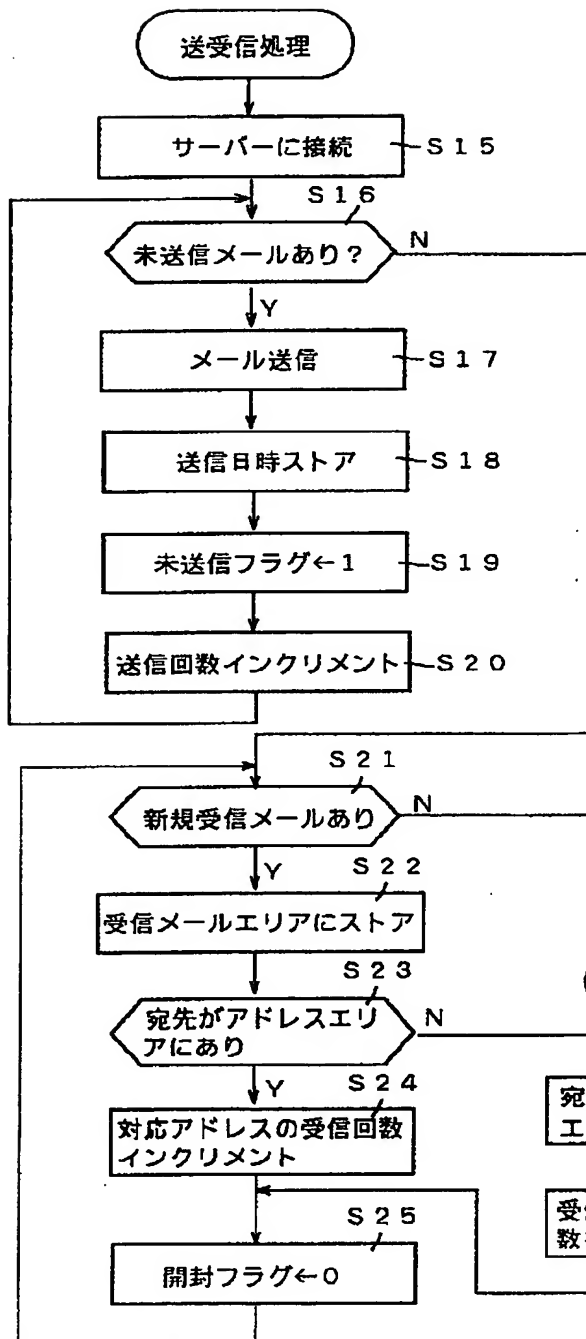 送受信処理
サーバーに接続
S15
S16
未送信メールあり？
N
Y
メール送信
S17
送信日時ストア
S18
未送信フラグ←1
S19
送信回数インクリメント
S20
S21
新規受信メールあり
N
Y
S22
受信メールエリアにストア
S23
宛先がアドレスエリ
アにあり
N
Y
S24
対応アドレスの受信回数
インクリメント
宛
エ
S25
開封フラグ←0
受
数